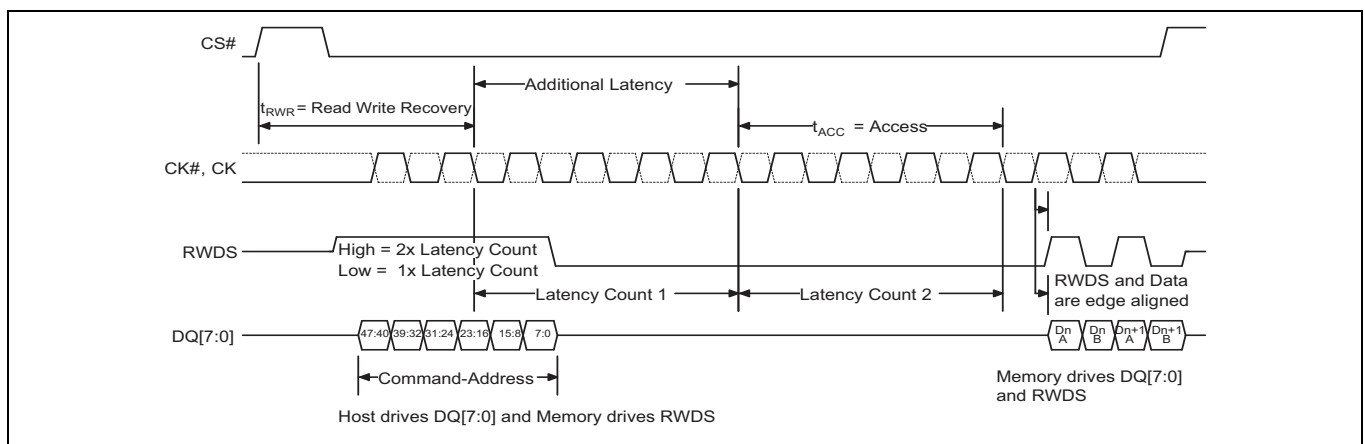 CS#
Additional Latency
tRWR = Read Write Recovery
tACC = Access
CK#, CK
RWDS
High = 2x Latency Count
Low = 1x Latency Count
RWDS and Data
are edge aligned
Latency Count 1
Latency Count 2
DQ[7:0]
47:40 39:32 31:24 23:16 15:8 7:0
Dn A Dn B Dn+1 A Dn+1 B
Command-Address
Memory drives DQ[7:0]
and RWDS
Host drives DQ[7:0] and Memory drives RWDS